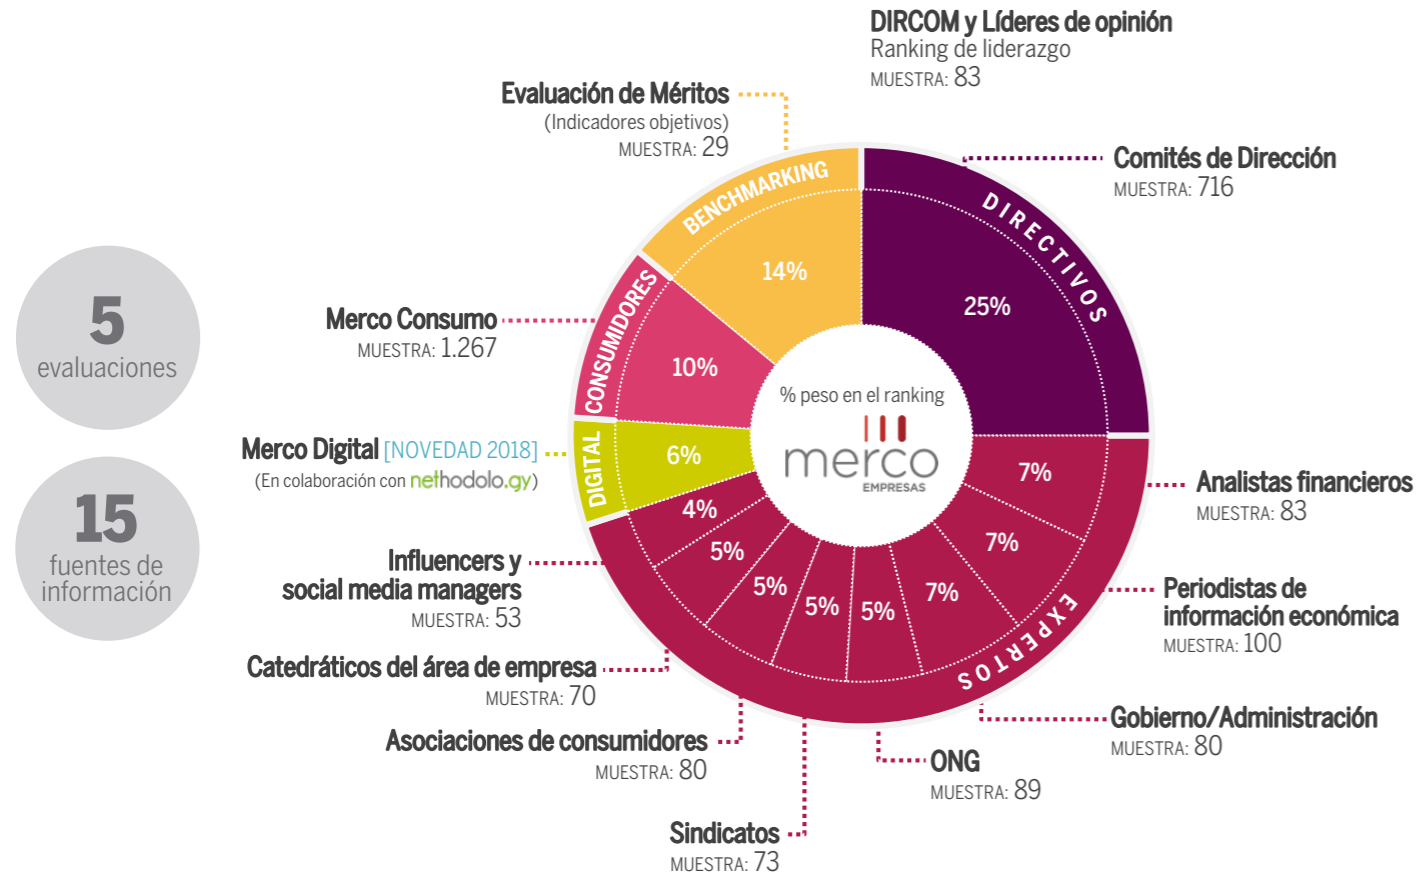 DIRCOM y Líderes de opinión
Ranking de liderazgo
MUESTRA: 83
Evaluación de Méritos
(Indicadores objetivos)
MUESTRA: 29
Comités de Dirección
MUESTRA: 716
BENCHMARKING
14%
DIRECTIVOS
25%
5
evaluaciones
15
fuentes de
información
Merco Consumo
MUESTRA: 1.267
CONSUMIDORES
10%
% peso en el ranking
merco
EMPRESAS
Merco Digital [NOVEDAD 2018]
(En colaboración con nethodolo.gy)
DIGITAL
6%
4%
5%
5%
5%
5%
7%
7%
7%
EXPERTOS
Analistas financieros
MUESTRA: 83
Periodistas de
información económica
MUESTRA: 100
Gobierno/Administración
MUESTRA: 80
ONG
MUESTRA: 89
Sindicatos
MUESTRA: 73
Asociaciones de consumidores
MUESTRA: 80
Catedráticos del área de empresa
MUESTRA: 70
Influencers y
social media managers
MUESTRA: 53